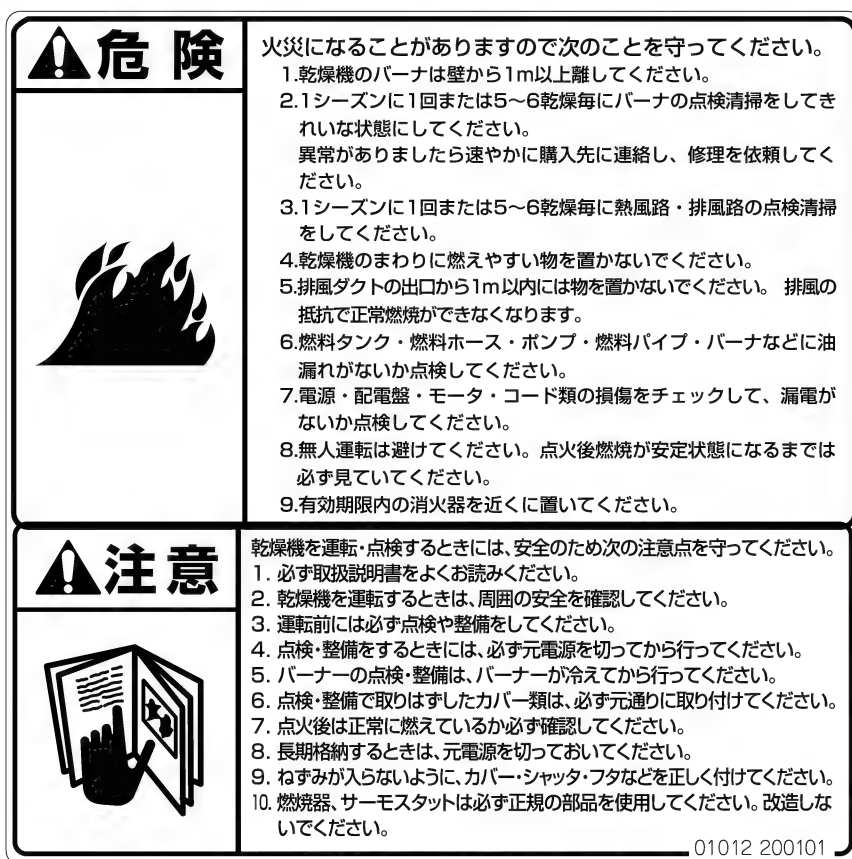 危険
火災になることがありますので次のことを守ってください。
1.乾燥機のバーナは壁から1m以上離してください。
2.1シーズンに1回または5〜6乾燥毎にバーナの点検清掃をしてき
れいな状態にしてください。
異常がありましたら速やかに購入先に連絡し、修理を依頼してく
ださい。
3.1シーズンに1回または5〜6乾燥毎に熱風路・排風路の点検清掃
をしてください。
4.乾燥機のまわりに燃えやすい物を置かないでください。
5.排風ダクトの出口から1m以内には物を置かないでください。 排風の
抵抗で正常燃焼ができなくなります。
6.燃料タンク・燃料ホース・ポンプ・燃料パイプ・バーナなどに油
漏れがないか点検してください。
7.電源・配電盤・モータ・コード類の損傷をチェックして、漏電が
ないか点検してください。
8.無人運転は避けてください。点火後燃焼が安定状態になるまでは
必ず見ていてください。
9.有効期限内の消火器を近くに置いてください。
注意
乾燥機を運転・点検するときには、安全のため次の注意点を守ってください。
1. 必ず取扱説明書をよくお読みください。
2. 乾燥機を運転するときは、周囲の安全を確認してください。
3. 運転前には必ず点検や整備をしてください。
4. 点検・整備をするときには、必ず元電源を切ってから行ってください。
5. バーナーの点検・整備は、バーナーが冷えてから行ってください。
6. 点検・整備で取りはずしたカバー類は、必ず元通りに取り付けてください。
7. 点火後は正常に燃えているか必ず確認してください。
8. 長期格納するときは、元電源を切っておいてください。
9. ねずみが入らないように、カバー・シャッタ・フタなどを正しく付けてください。
10. 燃焼器、サーモスタットは必ず正規の部品を使用してください。改造しな
いでください。
01012 200101